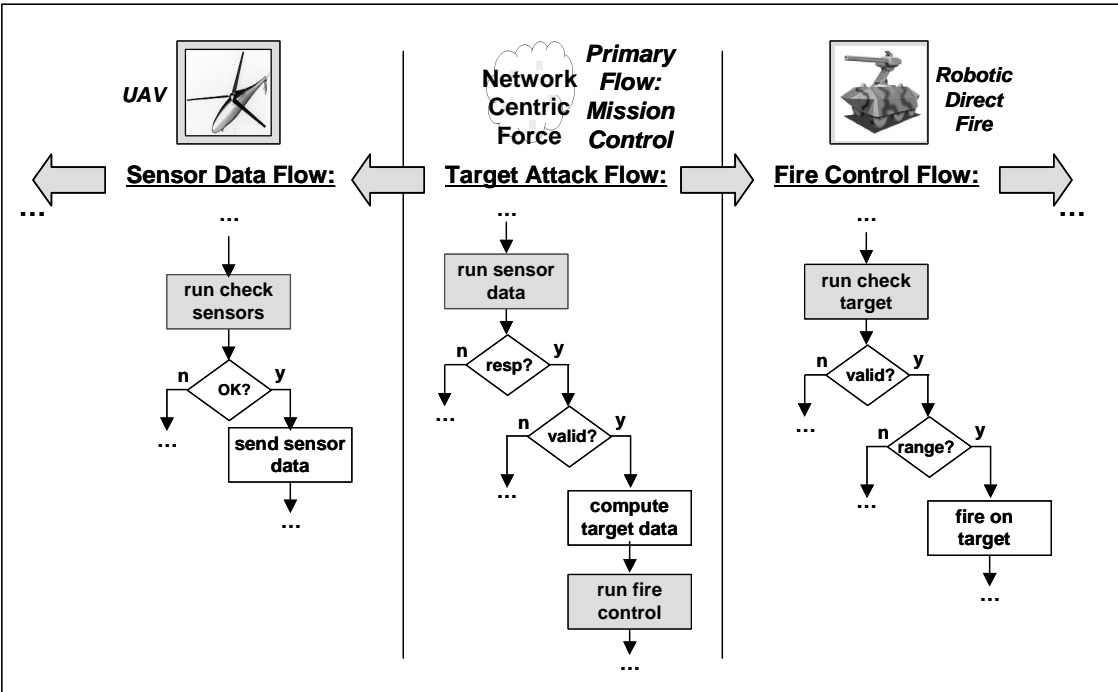 UAV
Network
Centric
Force
Primary
Flow:
Mission
Control
Robotic
Direct
Fire
Sensor Data Flow:
Target Attack Flow:
Fire Control Flow:
...
...
...
run check
sensors
OK?
n
y
...
send sensor
data
...
...
run sensor
data
n
y
resp?
...
n
y
valid?
...
compute
target data
run fire
control
...
...
run check
target
n
y
valid?
...
n
y
range?
...
fire on
target
...